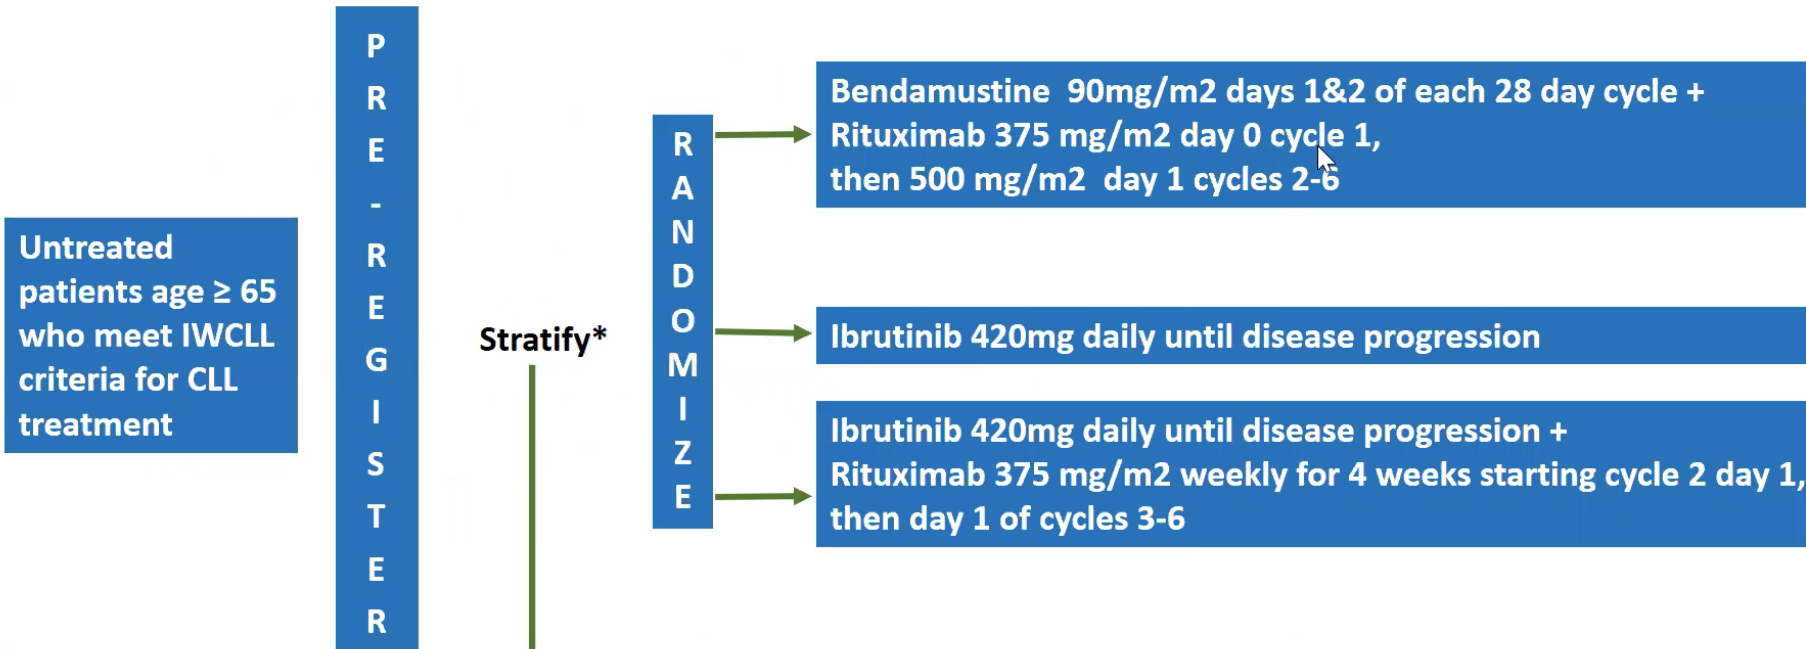 Untreated
patients age ≥ 65
who meet IWCLL
criteria for CLL
treatment
PRE-REGISTER
Stratify*
RANDOMIZE
Bendamustine 90mg/m2 days 1&2 of each 28 day cycle +
Rituximab 375 mg/m2 day 0 cycle 1,
then 500 mg/m2 day 1 cycles 2-6
Ibrutinib 420mg daily until disease progression
Ibrutinib 420mg daily until disease progression +
Rituximab 375 mg/m2 weekly for 4 weeks starting cycle 2 day 1,
then day 1 of cycles 3-6